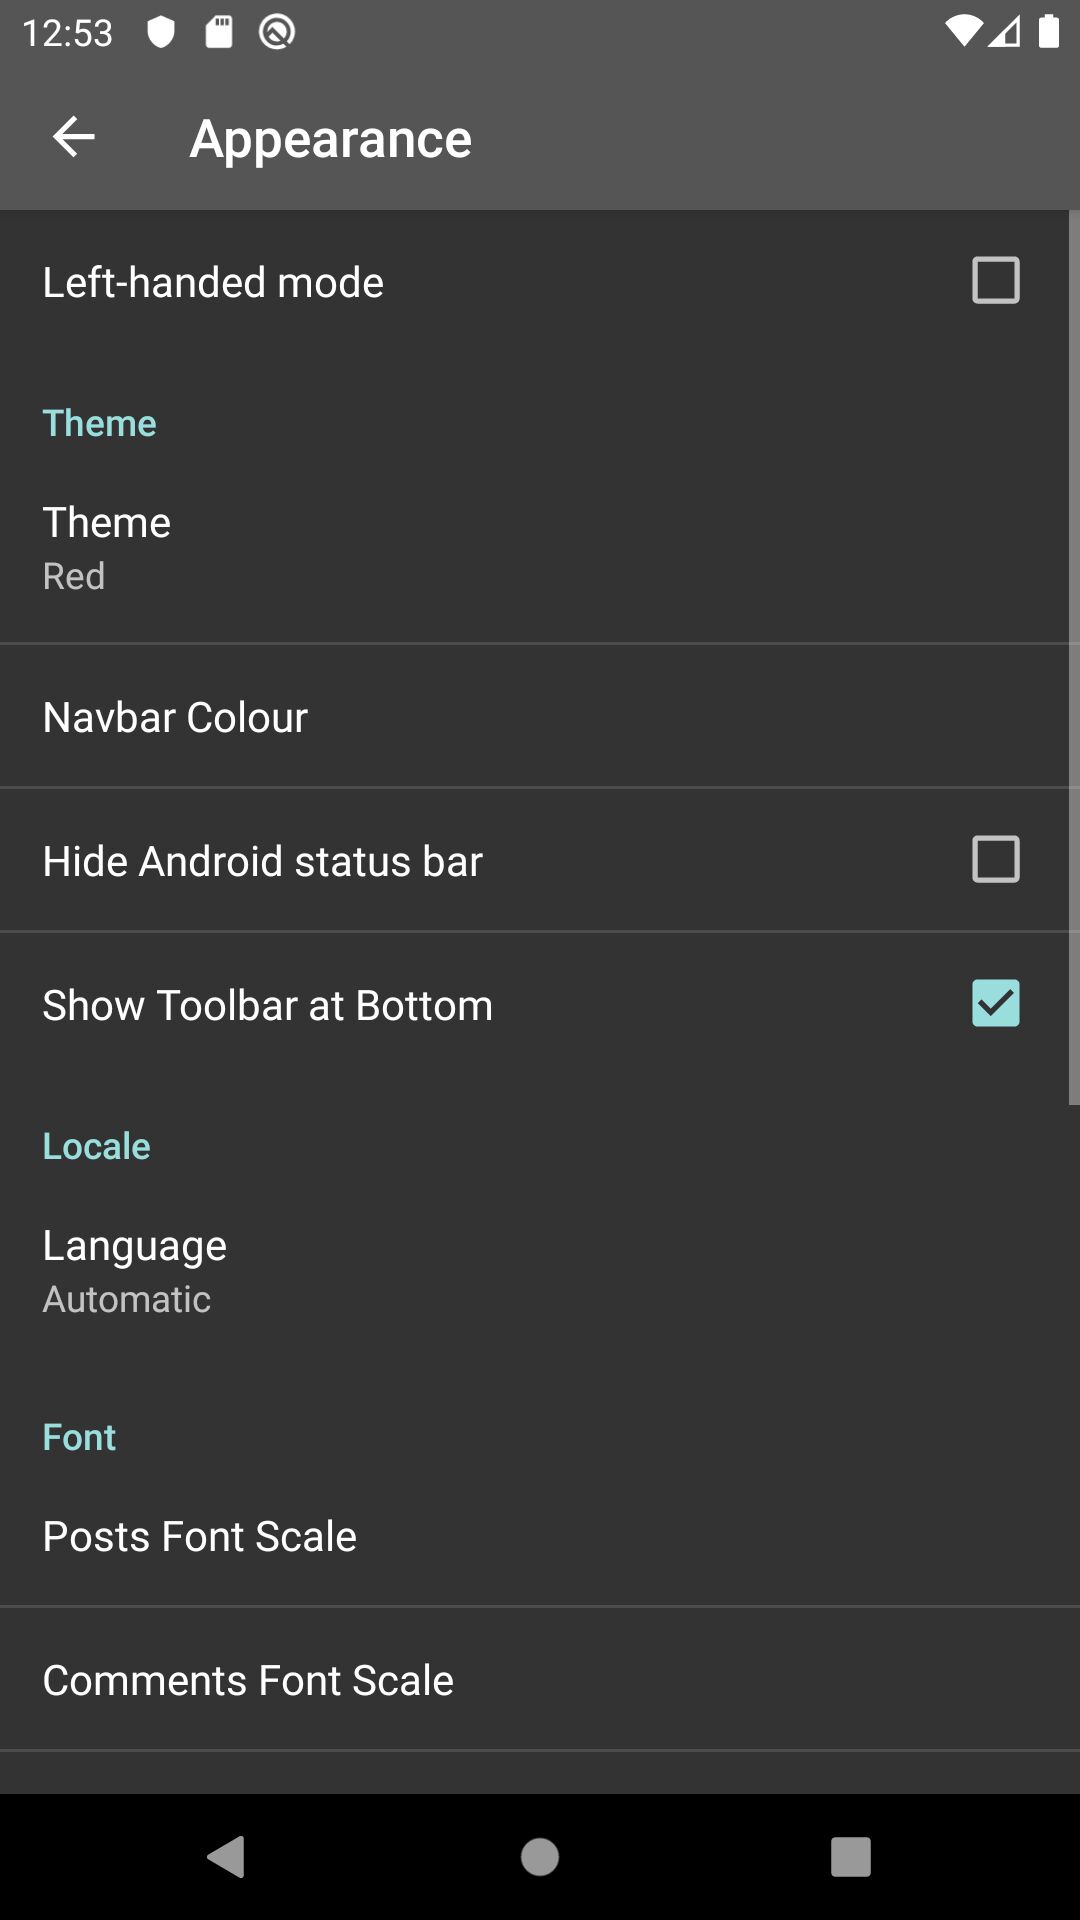 12:53
Appearance
Left-handed mode
Theme
Theme
Red
Navbar Colour
Hide Android status bar
Show Toolbar at Bottom
Locale
Language
Automatic
Font
Posts Font Scale
Comments Font Scale